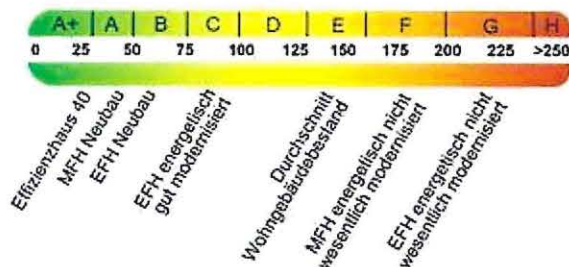 A+ A B C D E F G H
0 25 50 75 100 125 150 175 200 225 >250
Effizienzhaus 40
MFH Neubau
EFH Neubau
EFH energetisch
gut modernisiert
Durchschnitt
Wohngebäudebestand
MFH energetisch nicht
wesentlich modernisiert
EFH energetisch nicht
wesentlich modernisiert